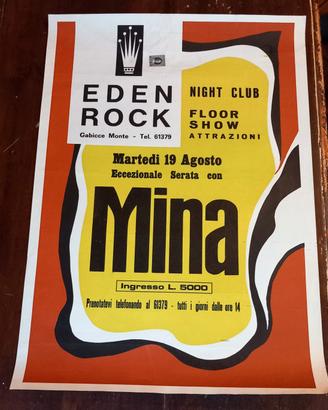 EDEN
ROCK
Gabicce Monte - Tel. 61379
NIGHT CLUB
FLOOR
SHOW
ATTRAZIONI
Martedì 19 Agosto
Eccezionale Serata con
Mina
Ingresso L. 5000
Prenotatevi telefonando al 61379 - tutti i giorni dalle ore 14